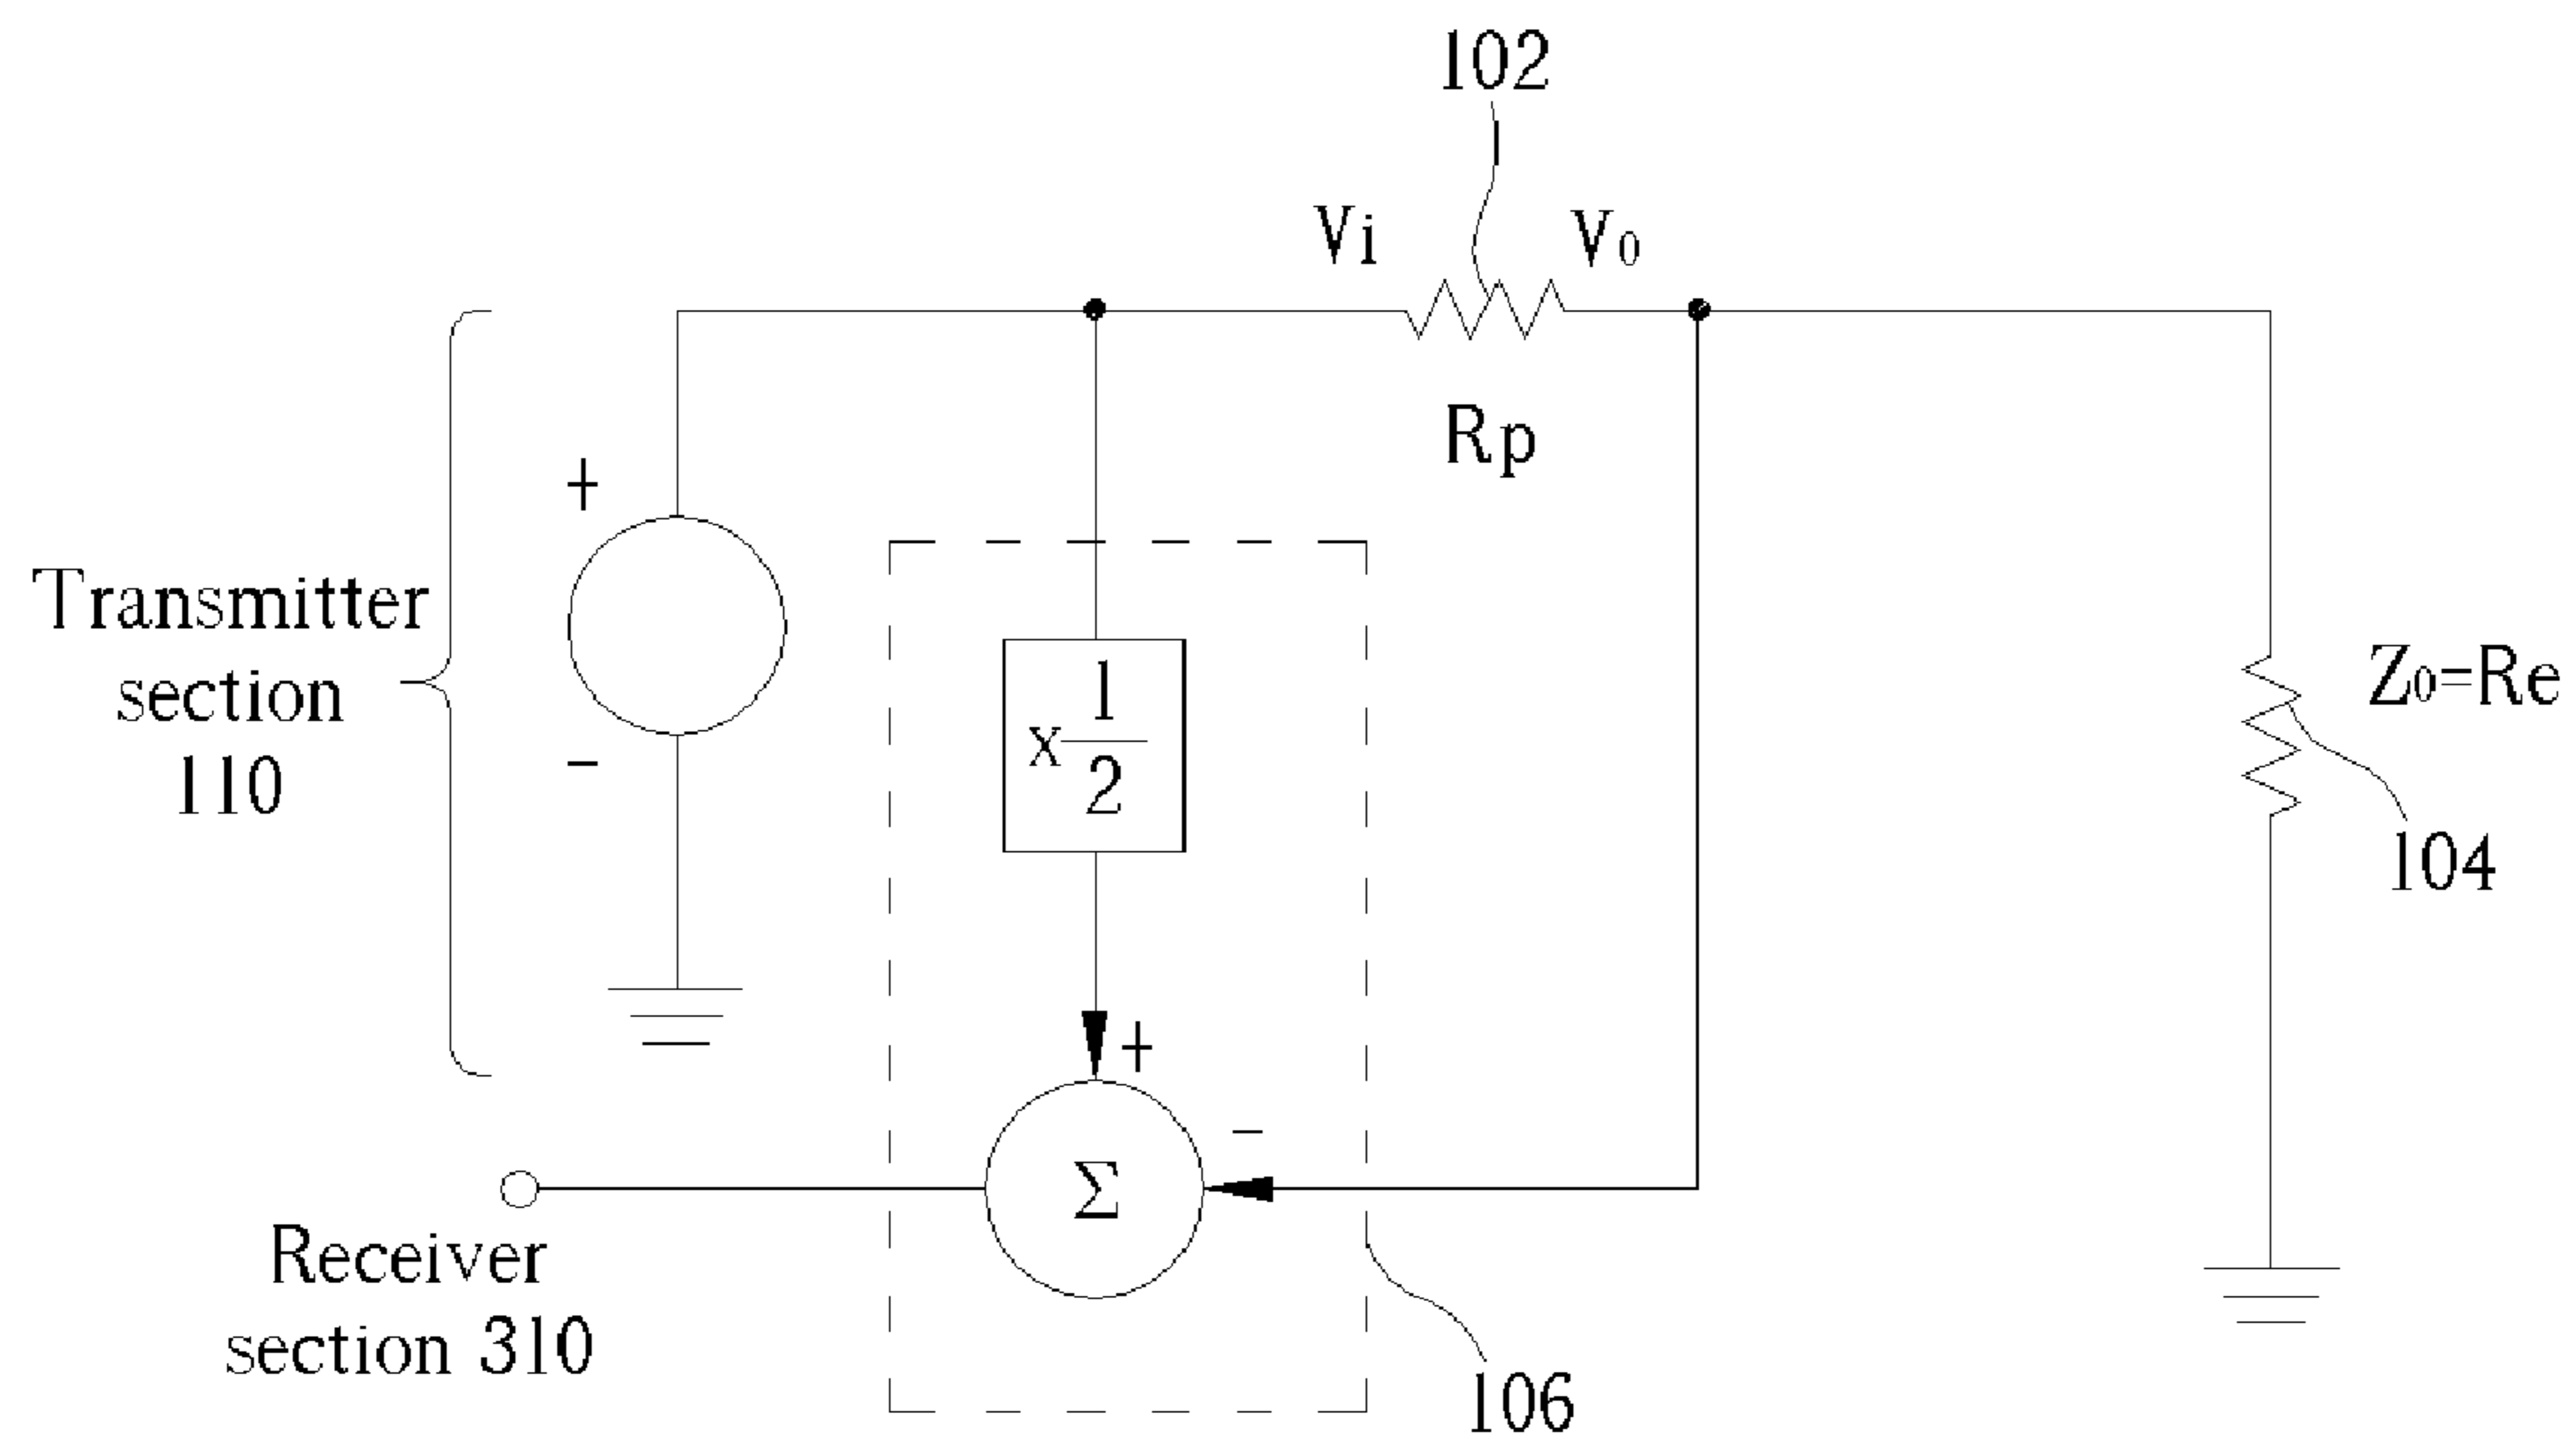 102
Vi
V0
Rp
+
-
Transmitter
section
110
x 1/2
Z0=Re
104
+
-
Σ
Receiver
section 310
106